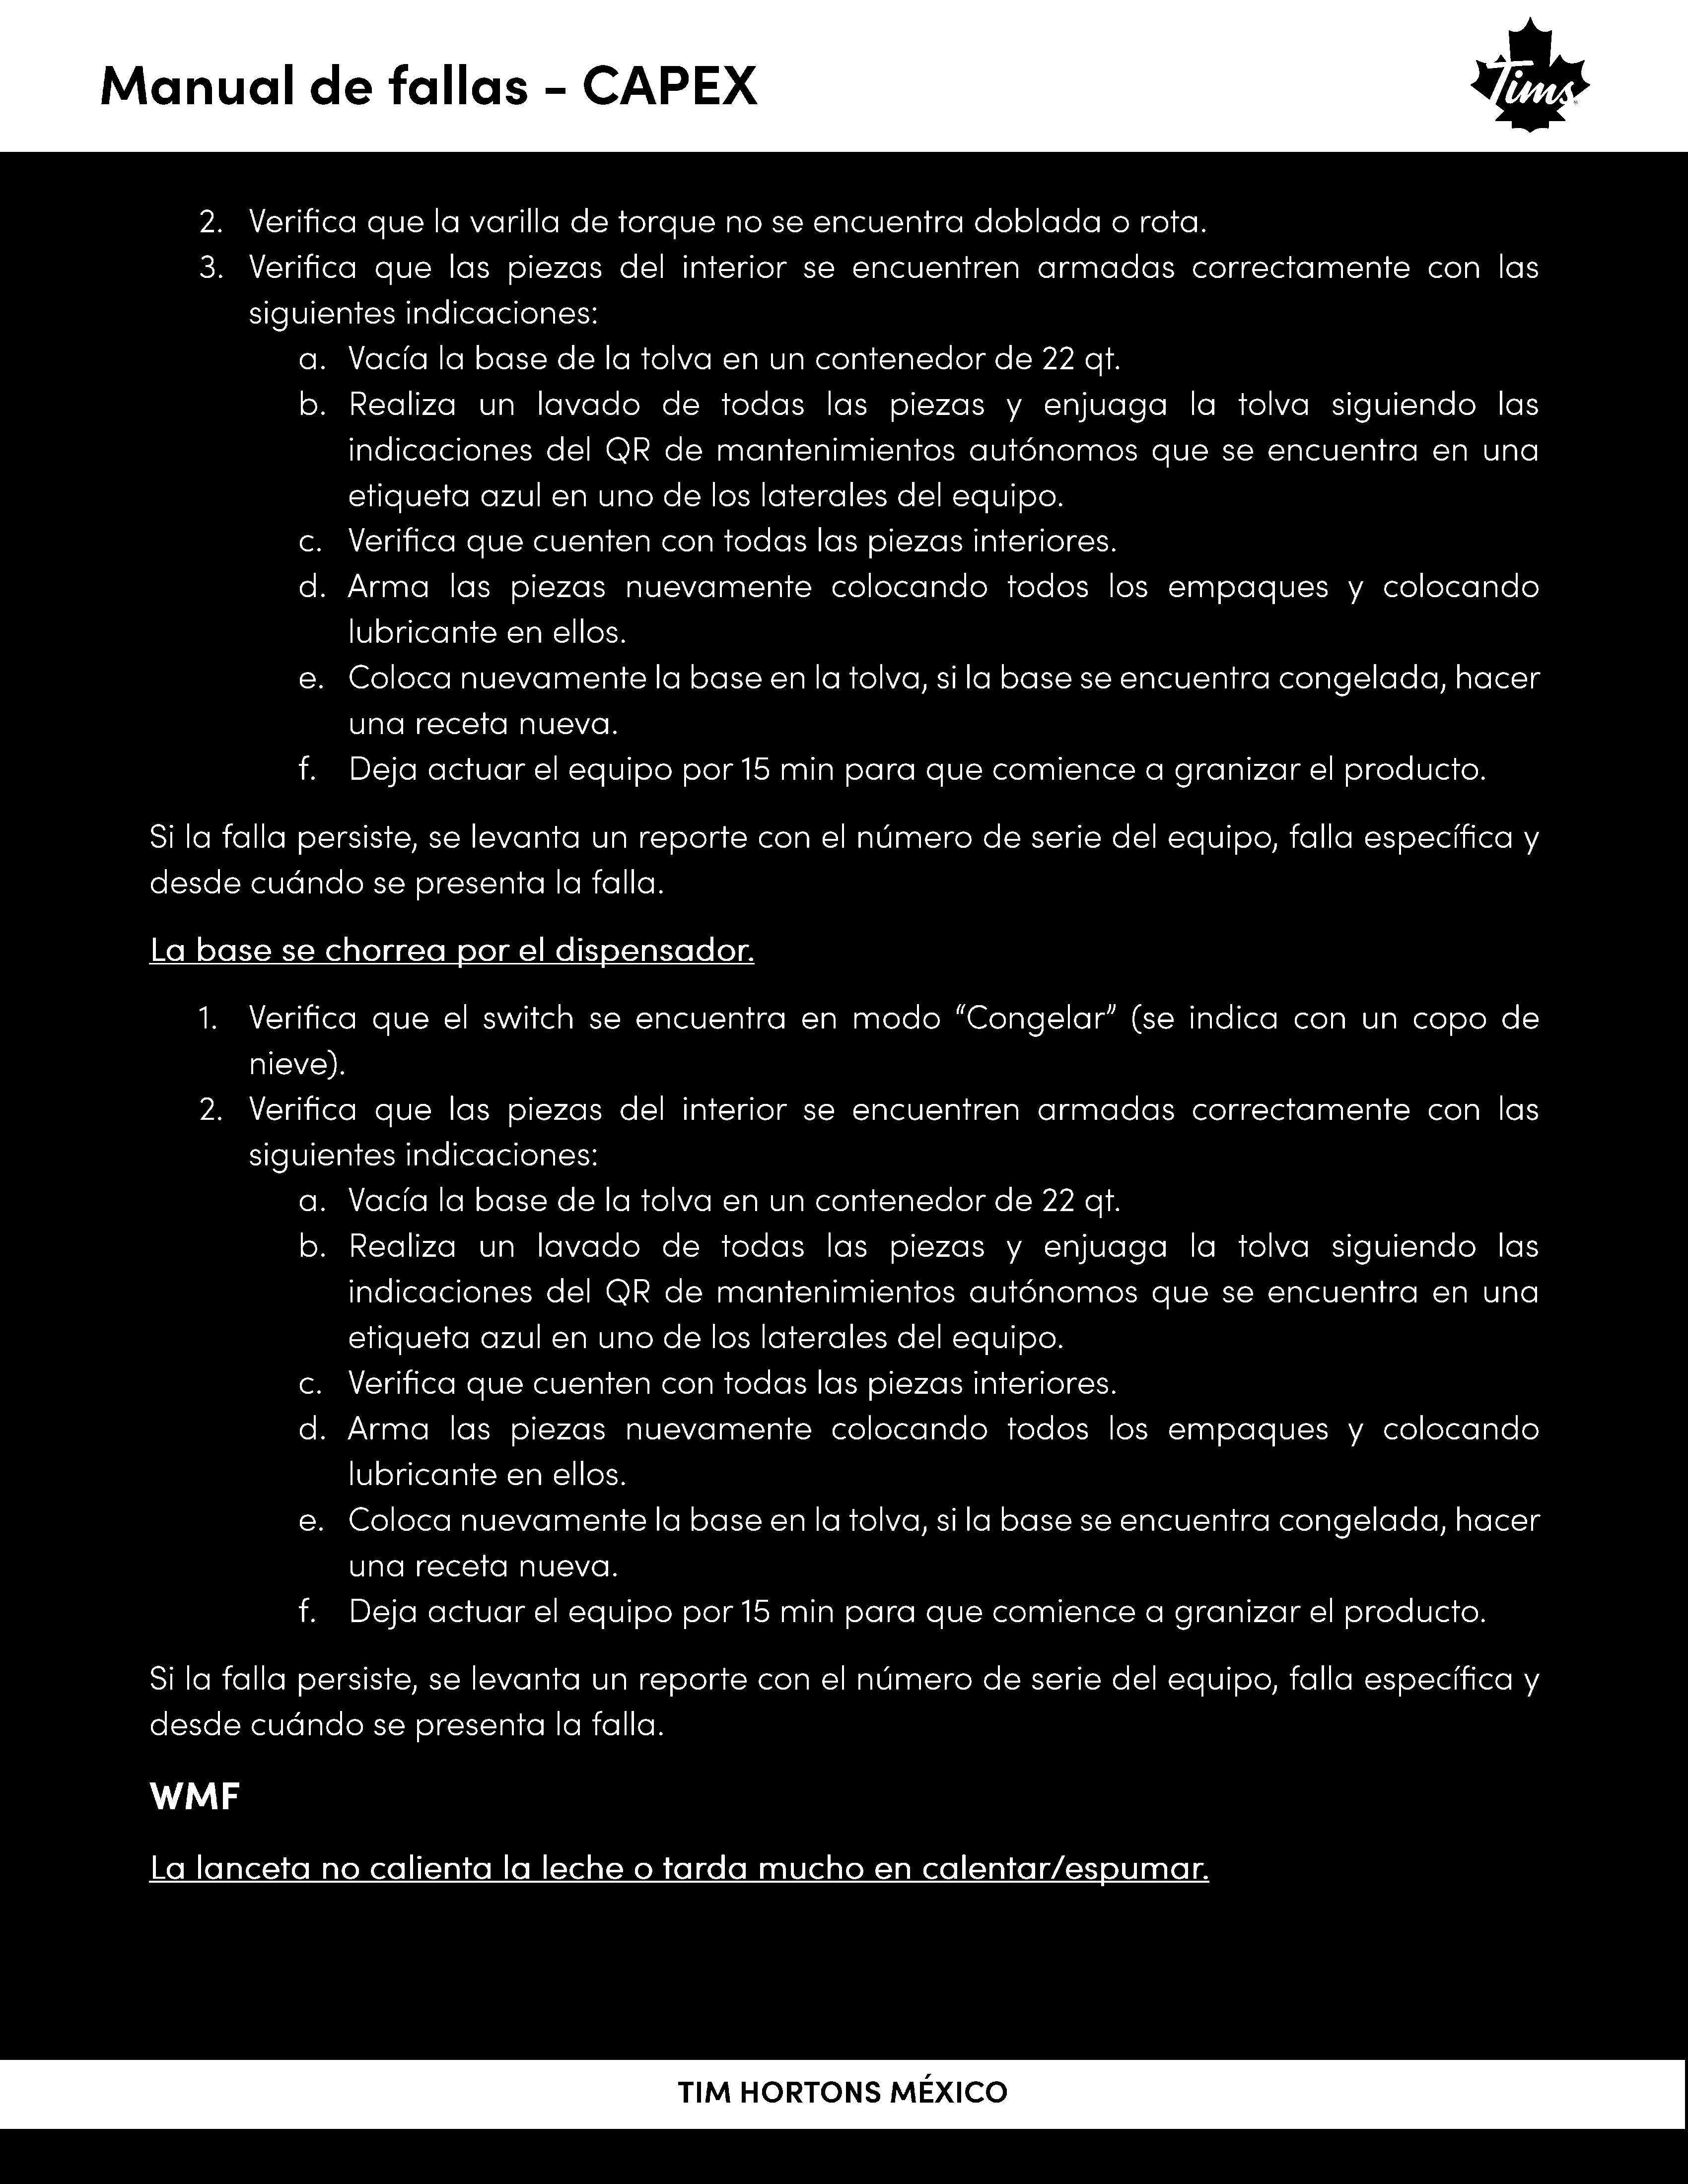 Manual de fallas - CAPEX
Tims
2. Verifica que la varilla de torque no se encuentra doblada o rota.
3. Verifica que las piezas del interior se encuentren armadas correctamente con las
siguientes indicaciones:
a. Vacía la base de la tolva en un contenedor de 22 qt.
b. Realiza un lavado de todas las piezas y enjuaga la tolva siguiendo las
indicaciones del QR de mantenimientos autónomos que se encuentra en una
etiqueta azul en uno de los laterales del equipo.
c. Verifica que cuenten con todas las piezas interiores.
d. Arma las piezas nuevamente colocando todos los empaques y colocando
lubricante en ellos.
e. Coloca nuevamente la base en la tolva, si la base se encuentra congelada, hacer
una receta nueva.
f. Deja actuar el equipo por 15 min para que comience a granizar el producto.
Si la falla persiste, se levanta un reporte con el número de serie del equipo, falla específica y
desde cuándo se presenta la falla.
La base se chorrea por el dispensador.
1. Verifica que el switch se encuentra en modo “Congelar” (se indica con un copo de
nieve).
2. Verifica que las piezas del interior se encuentren armadas correctamente con las
siguientes indicaciones:
a. Vacía la base de la tolva en un contenedor de 22 qt.
b. Realiza un lavado de todas las piezas y enjuaga la tolva siguiendo las
indicaciones del QR de mantenimientos autónomos que se encuentra en una
etiqueta azul en uno de los laterales del equipo.
c. Verifica que cuenten con todas las piezas interiores.
d. Arma las piezas nuevamente colocando todos los empaques y colocando
lubricante en ellos.
e. Coloca nuevamente la base en la tolva, si la base se encuentra congelada, hacer
una receta nueva.
f. Deja actuar el equipo por 15 min para que comience a granizar el producto.
Si la falla persiste, se levanta un reporte con el número de serie del equipo, falla específica y
desde cuándo se presenta la falla.
WMF
La lanceta no calienta la leche o tarda mucho en calentar/espumar.
TIM HORTONS MÉXICO